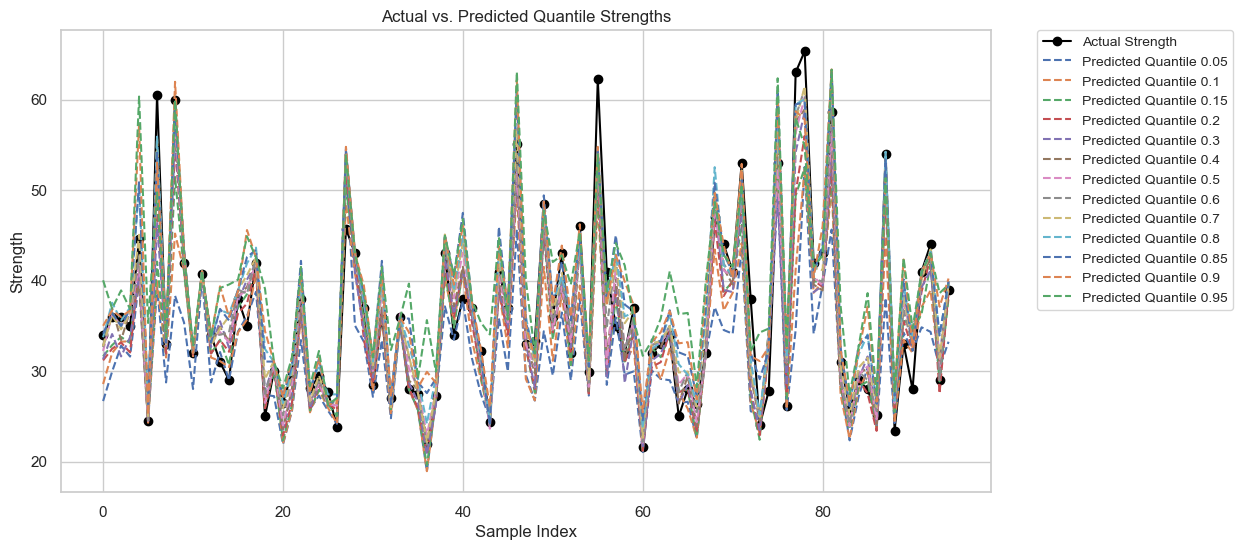 Actual vs. Predicted Quantile Strengths
Strength
60
50
40
30
20
0
20
40
60
80
Sample Index
Actual Strength
Predicted Quantile 0.05
Predicted Quantile 0.1
Predicted Quantile 0.15
Predicted Quantile 0.2
Predicted Quantile 0.3
Predicted Quantile 0.4
Predicted Quantile 0.5
Predicted Quantile 0.6
Predicted Quantile 0.7
Predicted Quantile 0.8
Predicted Quantile 0.85
Predicted Quantile 0.9
Predicted Quantile 0.95